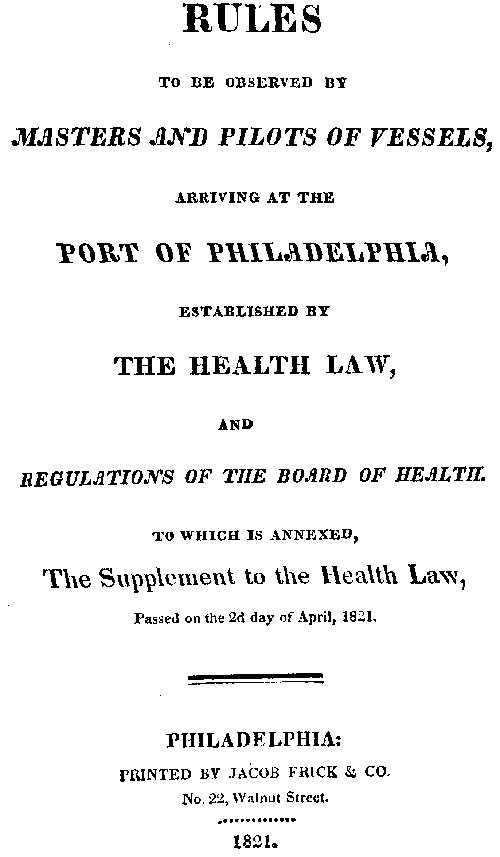 RULES
TO BE OBSERVED BY
MASTERS AND PILOTS OF VESSELS,
ARRIVING AT THE
PORT OF PHILADELPHIA,
ESTABLISHED BY
THE HEALTH LAW,
AND
REGULATIONS OF THE BOARD OF HEALTH.
TO WHICH IS ANNEXED,
The Supplement to the Health Law,
Passed on the 2d day of April, 1821.
PHILADELPHIA:
PRINTED BY JACOB FRICK & CO.
No. 22, Walnut Street.
1821.